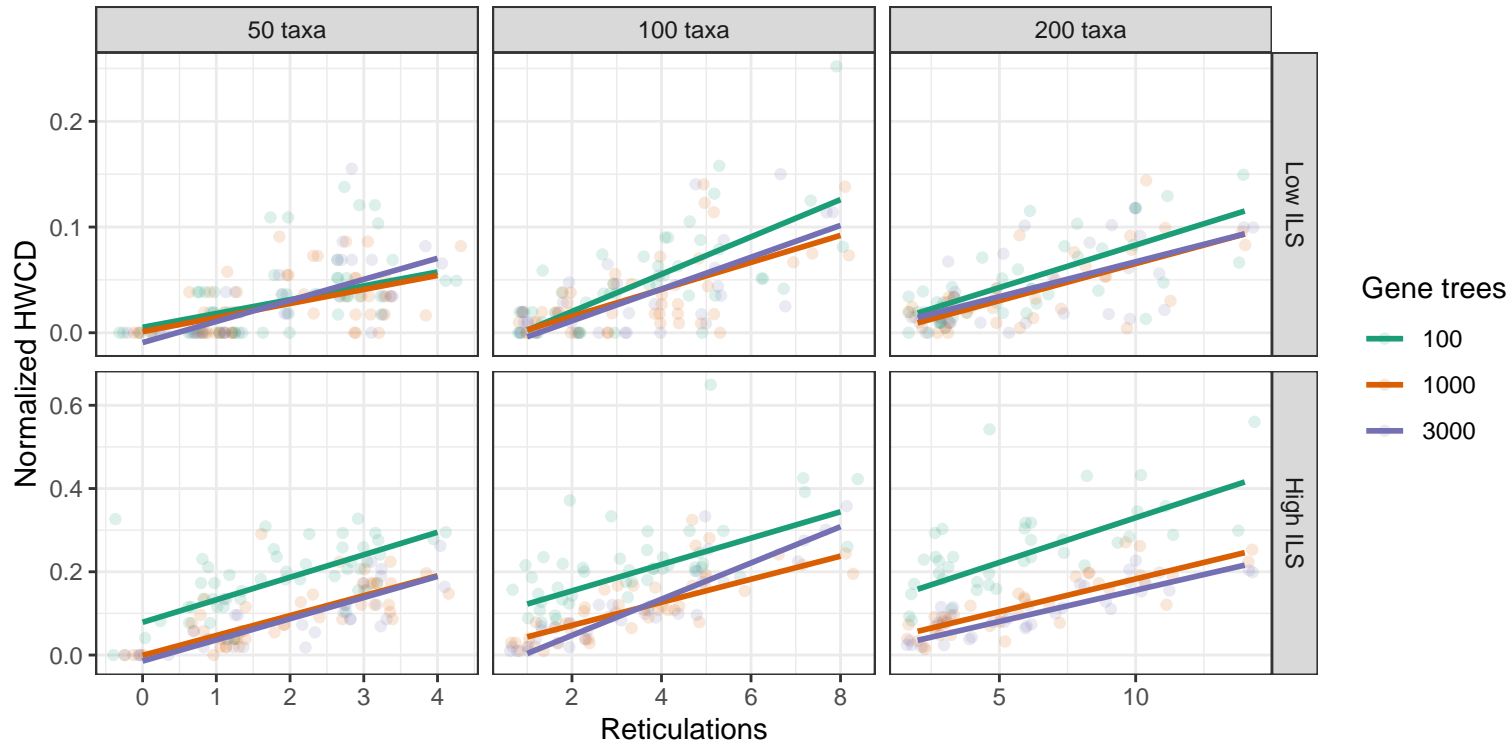 50 taxa
100 taxa
200 taxa
Normalized HWCD
0.2
0.1
0.0
Low ILS
0.6
0.4
0.2
0.0
High ILS
0 1 2 3 4
2 4 6 8
5 10
Reticulations
Gene trees
100
1000
3000